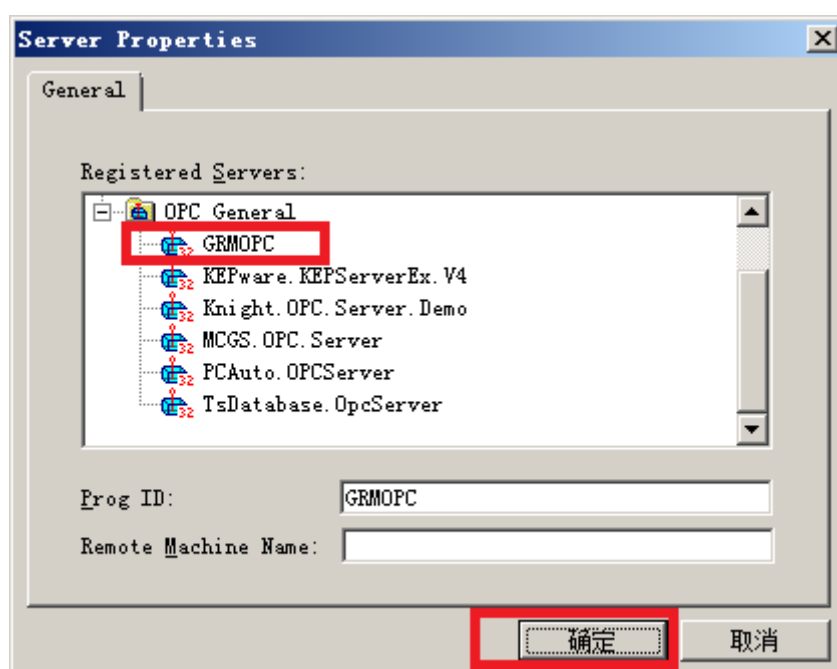 Server Properties
General
Registered Servers:
OPC General
GRMOPC
KEPware.KEPServerEx.V4
Knight.OPC.Server.Demo
MCGS.OPC.Server
PCAuto.OPCServer
TsDatabase.OpcServer
Prog ID: GRMOPC
Remote Machine Name:
确定 取消